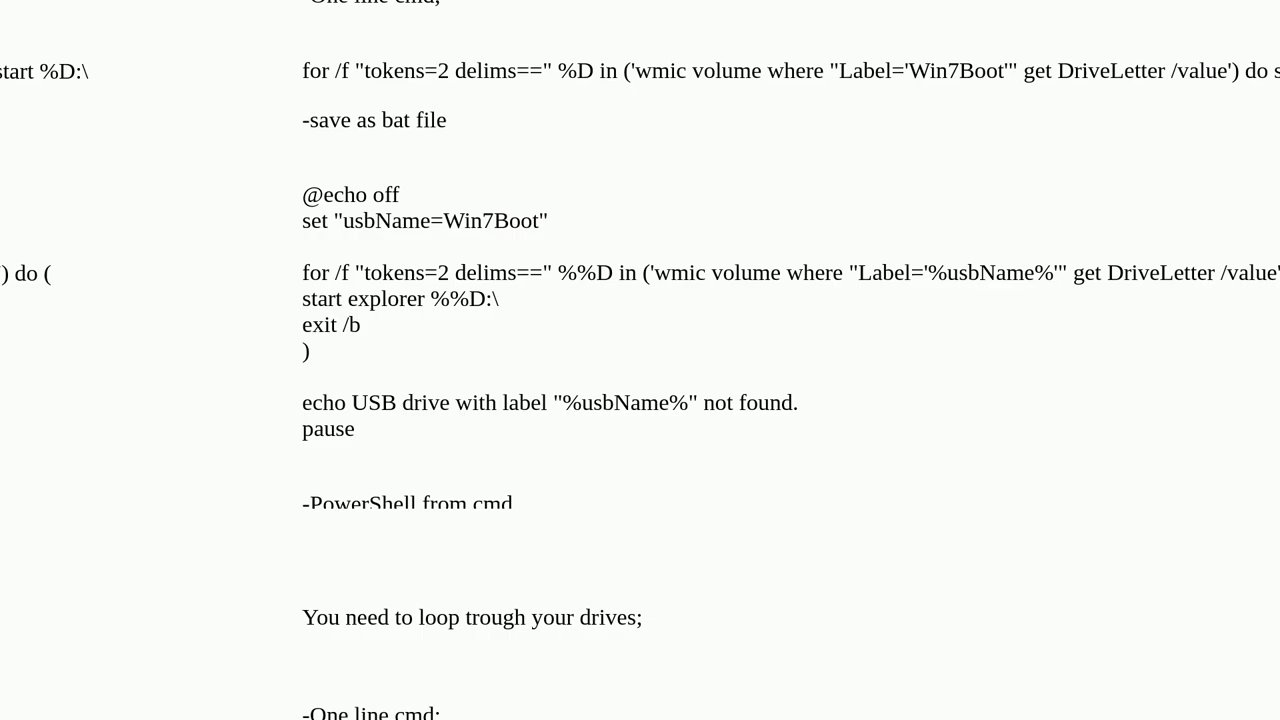 -One line cmd;
start %D:\
for /f "tokens=2 delims==" %D in ('wmic volume where "Label='Win7Boot'" get DriveLetter /value') do s
-save as bat file
@echo off
set "usbName=Win7Boot"
') do (
for /f "tokens=2 delims==" %%D in ('wmic volume where "Label='%usbName%'" get DriveLetter /value'
start explorer %%D:\
exit /b
)
echo USB drive with label "%usbName%" not found.
pause
-PowerShell from cmd
You need to loop trough your drives;
-One line cmd;